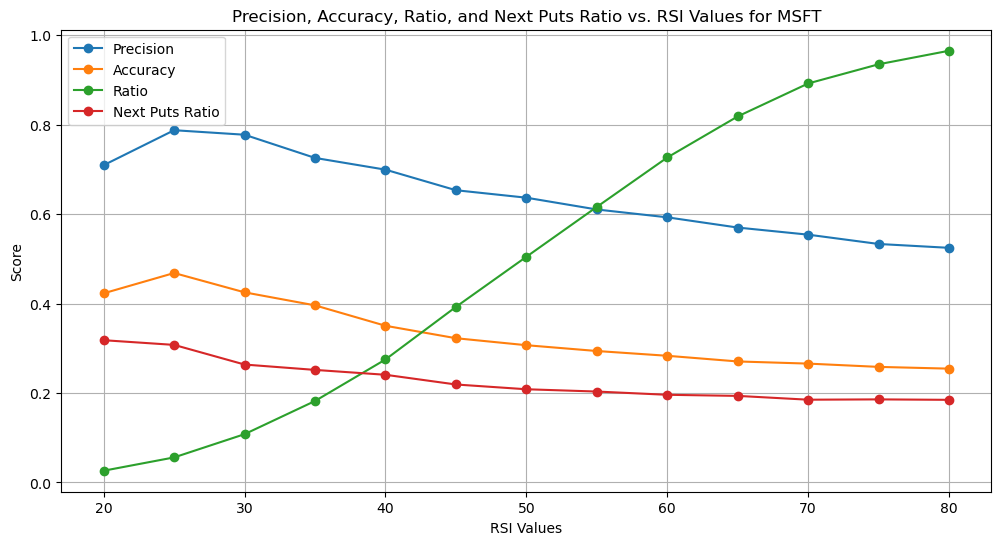 Precision, Accuracy, Ratio, and Next Puts Ratio vs. RSI Values for MSFT
Precision
Accuracy
Ratio
Next Puts Ratio
Score
1.0
0.8
0.6
0.4
0.2
0.0
20 30 40 50 60 70 80
RSI Values